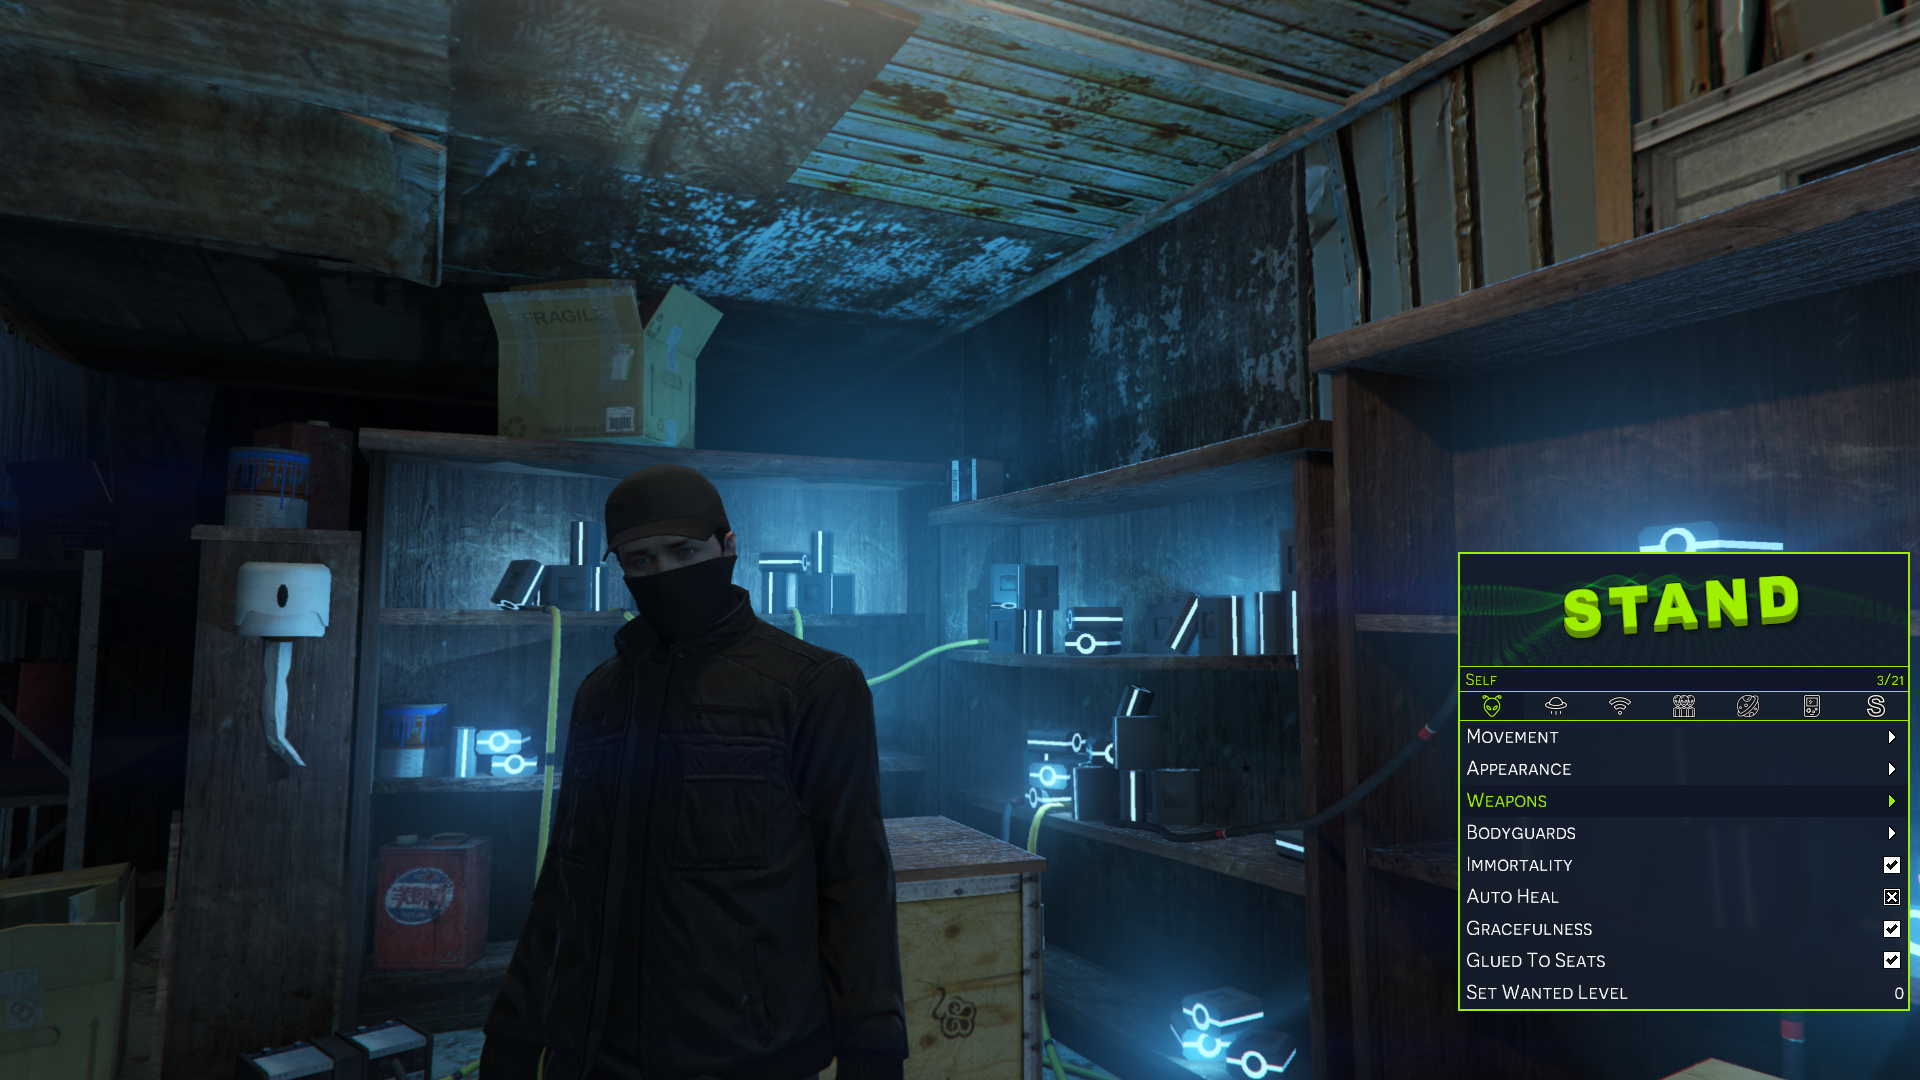 FRAGILE
STAND
SELF 3/21
MOVEMENT
APPEARANCE
WEAPONS
BODYGUARDS
IMMORTALITY
AUTO HEAL
GRACEFULNESS
GLUED TO SEATS
SET WANTED LEVEL 0